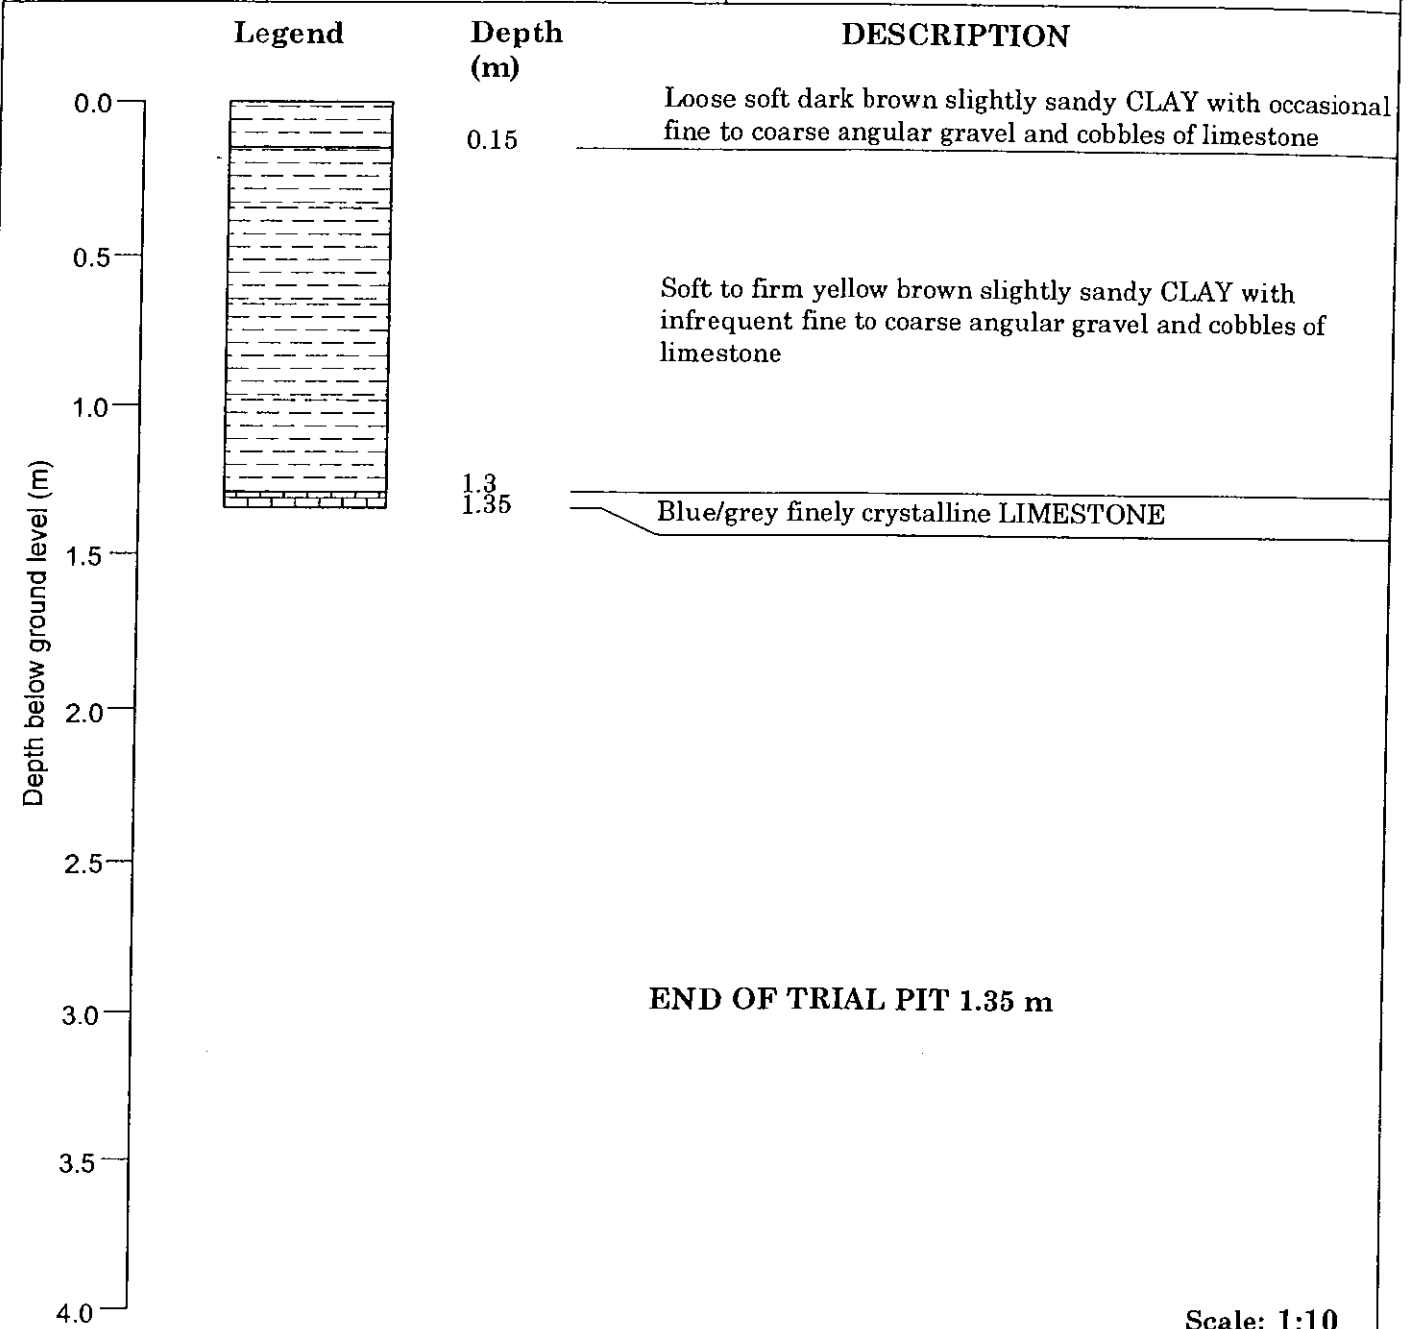 Legend
Depth
(m)
DESCRIPTION
0.0
Loose soft dark brown slightly sandy CLAY with occasional
fine to coarse angular gravel and cobbles of limestone
0.15
0.5
Soft to firm yellow brown slightly sandy CLAY with
infrequent fine to coarse angular gravel and cobbles of
limestone
1.0
1.3
1.35
Blue/grey finely crystalline LIMESTONE
Depth below ground level (m)
1.5
2.0
2.5
END OF TRIAL PIT 1.35 m
3.0
3.5
4.0
Scale: 1:10